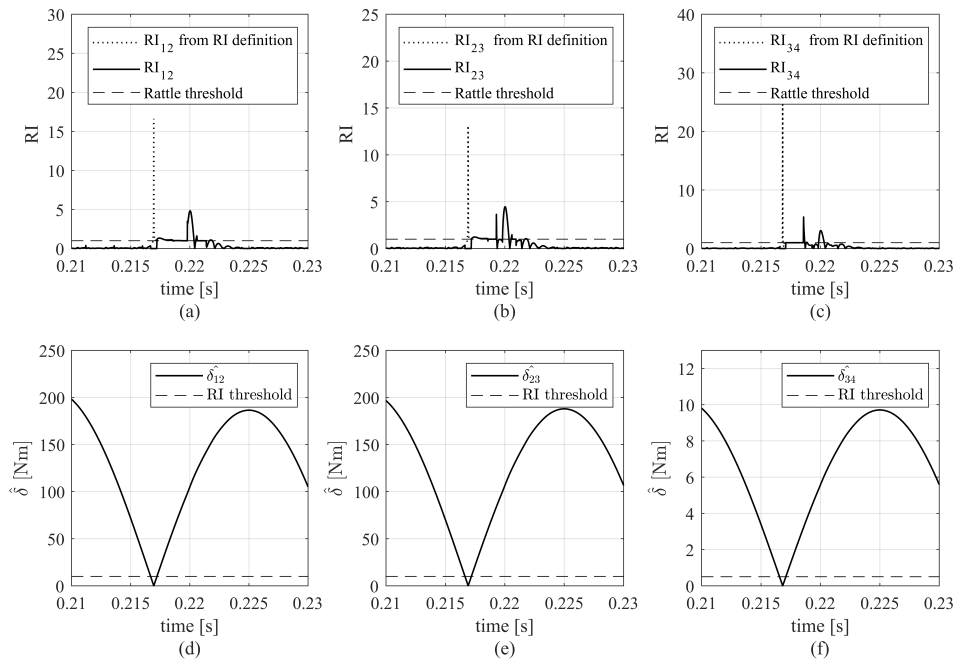 30
25
20
15
10
5
0
RI
RI12 from RI definition
RI12
Rattle threshold
0.21 0.215 0.22 0.225 0.23
time [s]
(a)
25
20
15
10
5
0
RI
RI23 from RI definition
RI23
Rattle threshold
0.21 0.215 0.22 0.225 0.23
time [s]
(b)
40
30
20
10
0
RI
RI34 from RI definition
RI34
Rattle threshold
0.21 0.215 0.22 0.225 0.23
time [s]
(c)
250
200
150
100
50
0
δ̂ [Nm]
δ̂12
RI threshold
0.21 0.215 0.22 0.225 0.23
time [s]
(d)
250
200
150
100
50
0
δ̂ [Nm]
δ̂23
RI threshold
0.21 0.215 0.22 0.225 0.23
time [s]
(e)
12
10
8
6
4
2
0
δ̂ [Nm]
δ̂34
RI threshold
0.21 0.215 0.22 0.225 0.23
time [s]
(f)